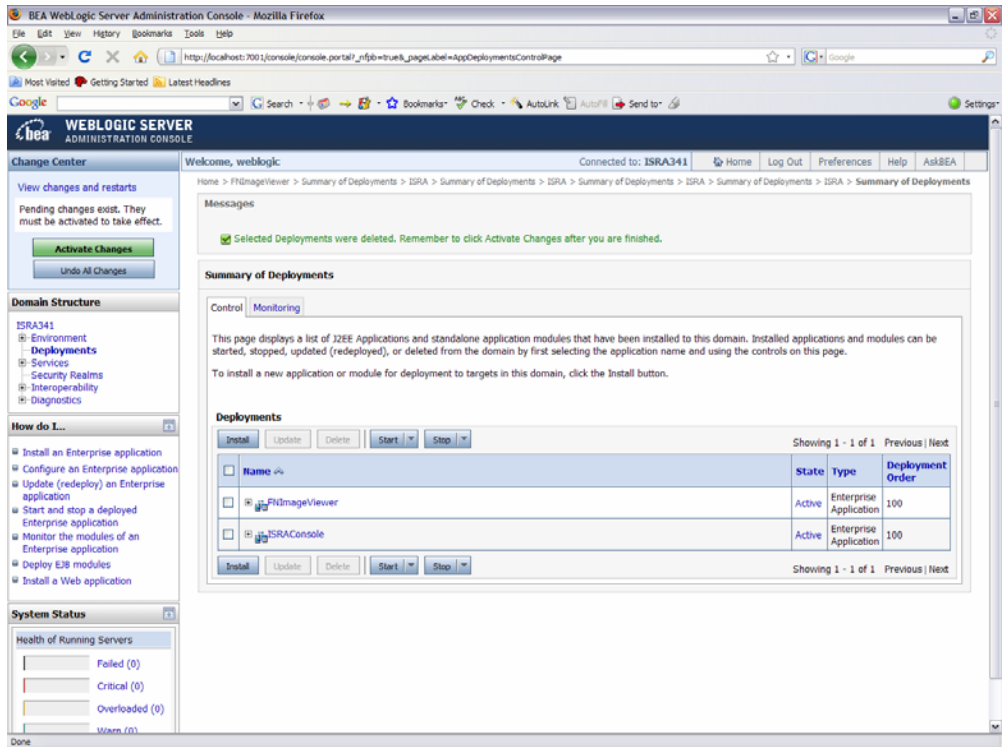 BEA WebLogic Server Administration Console - Mozilla Firefox
File Edit View History Bookmarks Tools Help
http://localhost:7001/console/console.portal?_nfpb=true&_pageLabel=AppDeploymentsControlPage
Google
Most Visited Getting Started Latest Headlines
Google Search Bookmarks Check AutoLink AutoFill Send to Settings
bea WEBLOGIC SERVER
ADMINISTRATION CONSOLE
Change Center
View changes and restarts
Pending changes exist. They
must be activated to take effect.
Activate Changes
Undo All Changes
Domain Structure
ISRA341
Environment
Deployments
Services
Security Realms
Interoperability
Diagnostics
How do I...
Install an Enterprise application
Configure an Enterprise application
Update (redeploy) an Enterprise
application
Start and stop a deployed
Enterprise application
Monitor the modules of an
Enterprise application
Deploy EJB modules
Install a Web application
System Status
Health of Running Servers
Failed (0)
Critical (0)
Overloaded (0)
Warn (0)
Welcome, weblogic Connected to: ISRA341 Home Log Out Preferences Help AskBEA
Home > FNImageViewer > Summary of Deployments > ISRA > Summary of Deployments > ISRA > Summary of Deployments > ISRA > Summary of Deployments > ISRA > Summary of Deployments
Messages
Selected Deployments were deleted. Remember to click Activate Changes after you are finished.
Summary of Deployments
Control Monitoring
This page displays a list of J2EE Applications and standalone application modules that have been installed to this domain. Installed applications and modules can be
started, stopped, updated (redeployed), or deleted from the domain by first selecting the application name and using the controls on this page.
To install a new application or module for deployment to targets in this domain, click the Install button.
Deployments
Install Update Delete Start Stop Showing 1 - 1 of 1 Previous | Next
Name State Type Deployment
Order
FNImageViewer Active Enterprise
Application 100
ISRAConsole Active Enterprise
Application 100
Install Update Delete Start Stop Showing 1 - 1 of 1 Previous | Next
Done